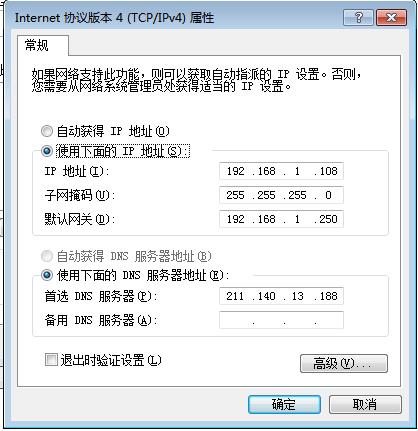 Internet 协议版本 4 (TCP/IPv4) 属性
常规
如果网络支持此功能，则可以获取自动指派的 IP 设置。否则，
您需要从网络系统管理员处获得适当的 IP 设置。
自动获得 IP 地址(O)
使用下面的 IP 地址(S):
IP 地址(I): 192 .168 . 1 .108
子网掩码(U): 255 .255 .255 . 0
默认网关(D): 192 .168 . 1 .250
自动获得 DNS 服务器地址(B)
使用下面的 DNS 服务器地址(E):
首选 DNS 服务器(P): 211 .140 . 13 .188
备用 DNS 服务器(A): . . .
退出时验证设置(L)
高级(V)...
确定 取消